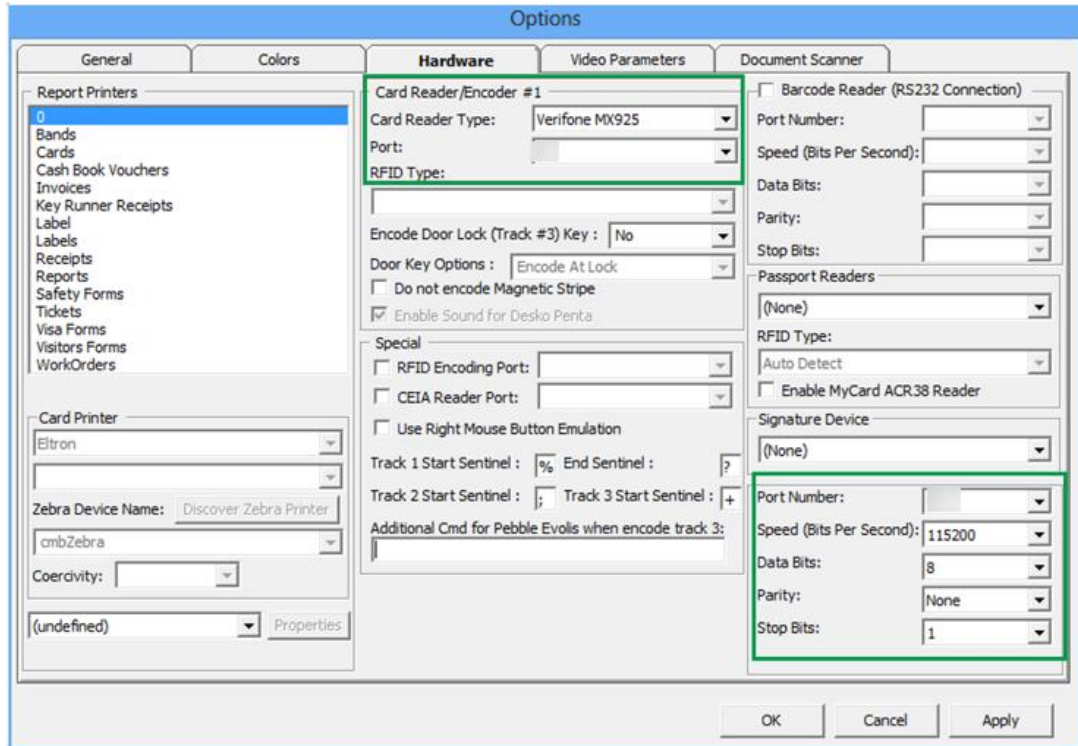 Options
General
Colors
Hardware
Video Parameters
Document Scanner
Report Printers
0
Bands
Cards
Cash Book Vouchers
Invoices
Key Runner Receipts
Label
Labels
Receipts
Reports
Safety Forms
Tickets
Visa Forms
Visitors Forms
WorkOrders
Card Printer
Eltron
Zebra Device Name: Discover Zebra Printer
cmbZebra
Coercivity:
(undefined) Properties
Card Reader/Encoder #1
Card Reader Type: Verifone MX925
Port:
RFID Type:
Encode Door Lock (Track #3) Key : No
Door Key Options : Encode At Lock
Do not encode Magnetic Stripe
Enable Sound for Desko Penta
Special
RFID Encoding Port:
CEIA Reader Port:
Use Right Mouse Button Emulation
Track 1 Start Sentinel : % End Sentinel : ?
Track 2 Start Sentinel : ; Track 3 Start Sentinel : +
Additional Cmd for Pebble Evolis when encode track 3:
Barcode Reader (RS232 Connection)
Port Number:
Speed (Bits Per Second):
Data Bits:
Parity:
Stop Bits:
Passport Readers
(None)
RFID Type:
Auto Detect
Enable MyCard ACR38 Reader
Signature Device
(None)
Port Number:
Speed (Bits Per Second): 115200
Data Bits: 8
Parity: None
Stop Bits: 1
OK Cancel Apply